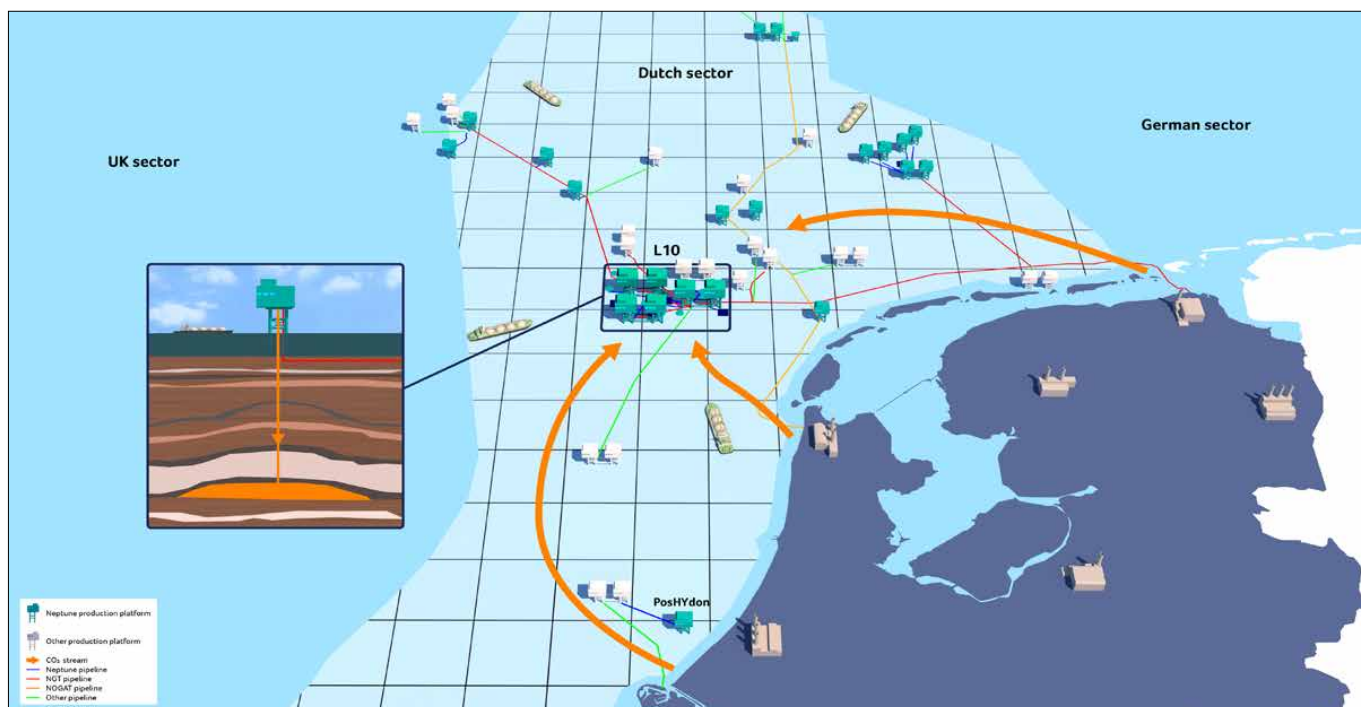 Dutch sector
German sector
UK sector
L10
PosHYdon
Neptune production platform
Other production platform
CO₂ stream
Neptune pipeline
NGT pipeline
NOGAT pipeline
Other pipeline